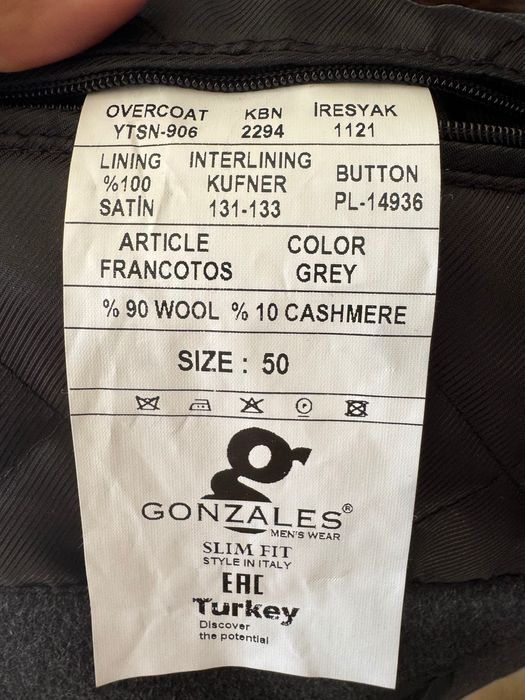 OVERCOAT KBN İRESYAK
YTSN-906 2294 1121
LINING INTERLINING BUTTON
%100 KUFNER PL-14936
SATİN 131-133
ARTICLE COLOR
FRANCOTOS GREY
% 90 WOOL % 10 CASHMERE
SIZE : 50
P
GONZALES®
MEN'S WEAR
SLIM FIT
STYLE IN ITALY
EAC
Turkey
Discover
the potential